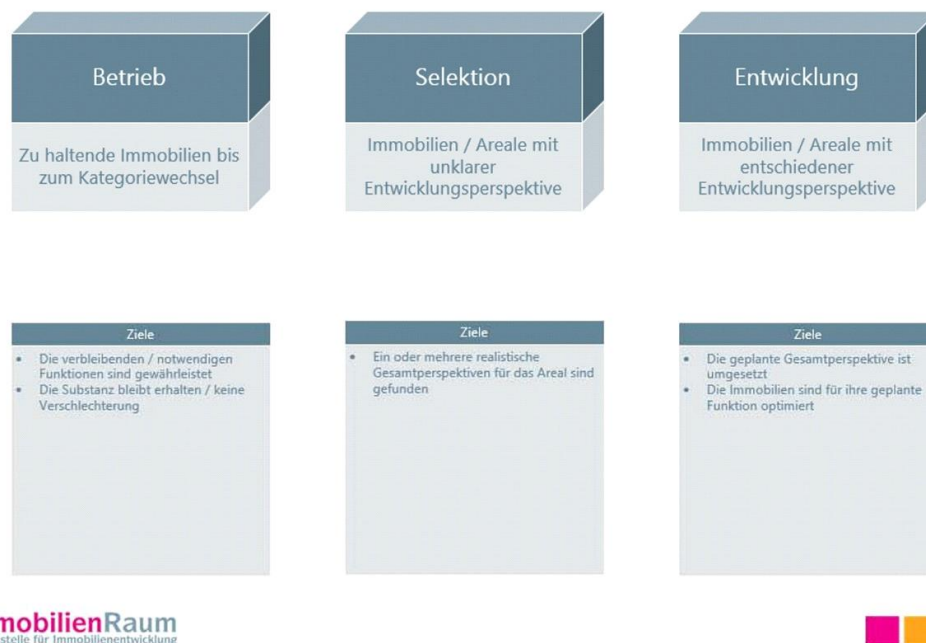 Betrieb
Zu haltende Immobilien bis
zum Kategoriewechsel
Selektion
Immobilien / Areale mit
unklarer
Entwicklungsperspektive
Entwicklung
Immobilien / Areale mit
entschiedener
Entwicklungsperspektive
Ziele
• Die verbleibenden / notwendigen
Funktionen sind gewährleistet
• Die Substanz bleibt erhalten / keine
Verschlechterung
Ziele
• Ein oder mehrere realistische
Gesamtperspektiven für das Areal sind
gefunden
Ziele
• Die geplante Gesamtperspektive ist
umgesetzt
• Die Immobilien sind für ihre geplante
Funktion optimiert
mobilienRaum
stelle für Immobilienentwicklung